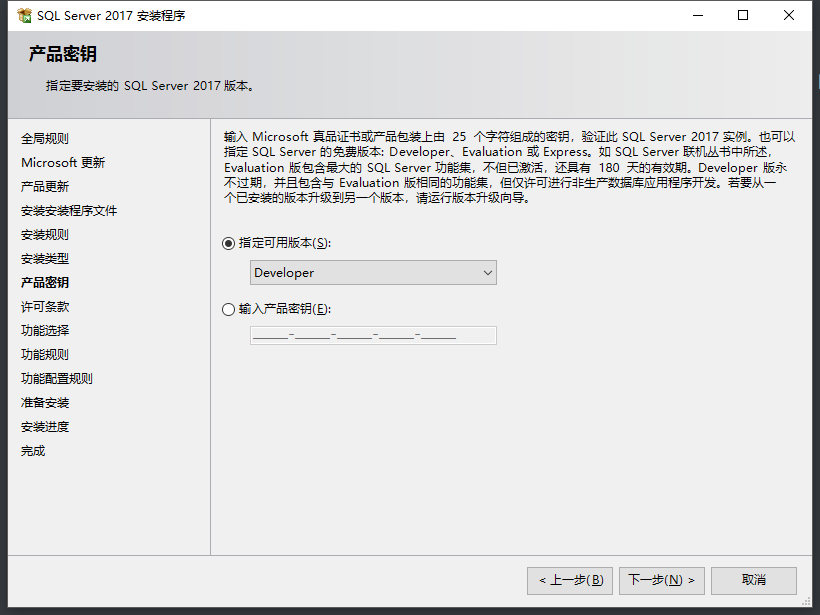 SQL Server 2017 安装程序
产品密钥
指定要安装的 SQL Server 2017 版本。
全局规则
Microsoft 更新
产品更新
安装安装程序文件
安装规则
安装类型
产品密钥
许可条款
功能选择
功能规则
功能配置规则
准备安装
安装进度
完成
输入 Microsoft 真品证书或产品包装上由 25 个字符组成的密钥，验证此 SQL Server 2017 实例。也可以
指定 SQL Server 的免费版本: Developer、Evaluation 或 Express。如 SQL Server 联机丛书中所述，
Evaluation 版包含最大的 SQL Server 功能集，不但已激活，还具有 180 天的有效期。Developer 版永
不过期，并且包含与 Evaluation 版相同的功能集，但仅许可进行非生产数据库应用程序开发。若要从一
个已安装的版本升级到另一个版本，请运行版本升级向导。
指定可用版本(S):
Developer
输入产品密钥(E):
_____-_____-_____-_____-_____
< 上一步(B)
下一步(N) >
取消